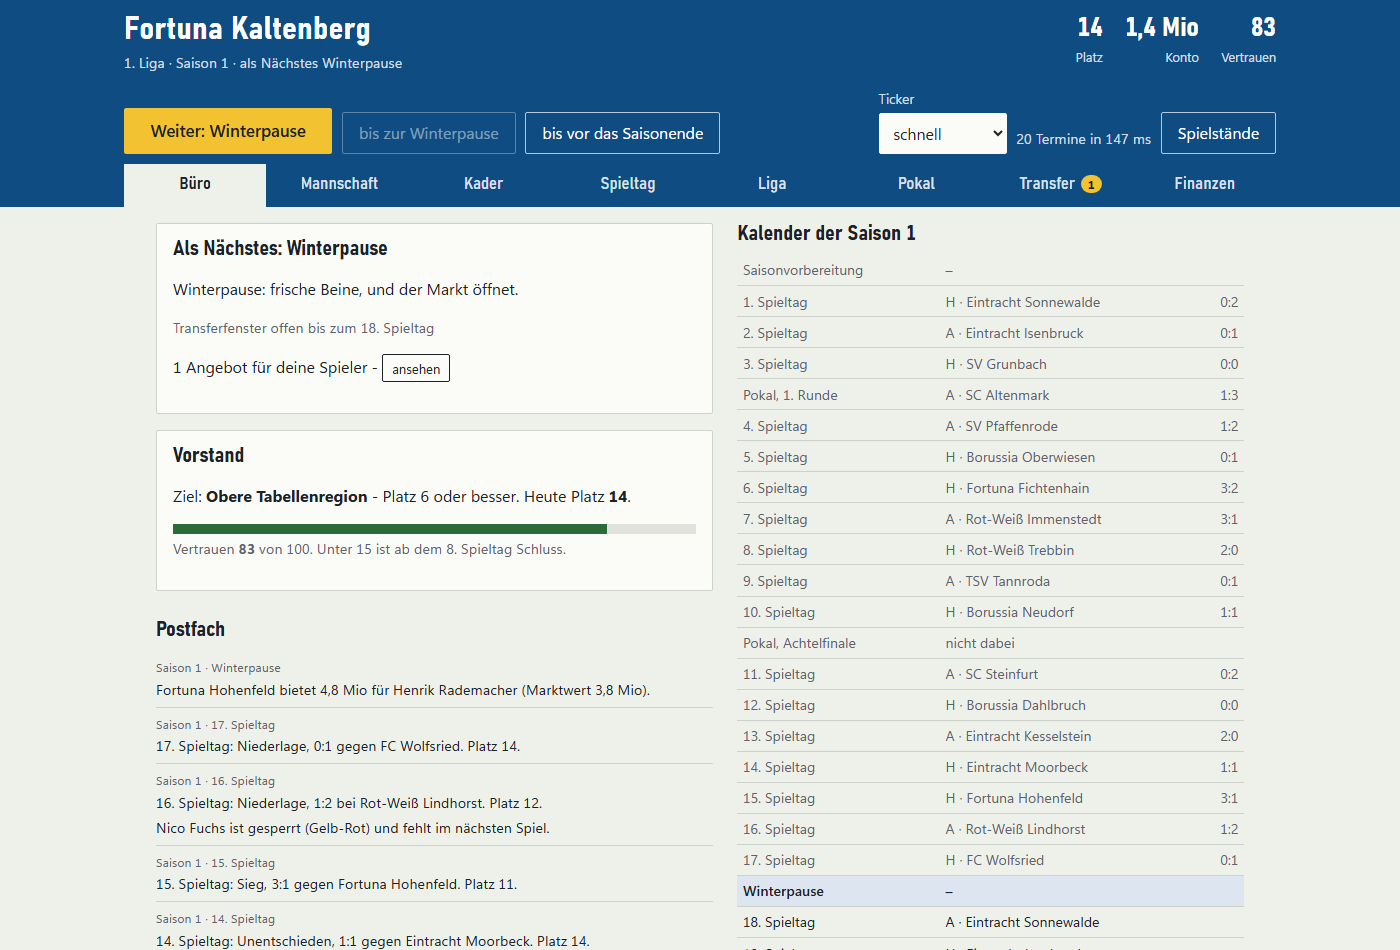 Fortuna Kaltenberg
1. Liga · Saison 1 · als Nächstes Winterpause
14
Platz
1,4 Mio
Konto
83
Vertrauen
Weiter: Winterpause
bis zur Winterpause
bis vor das Saisonende
Ticker
schnell
20 Termine in 147 ms
Spielstände
Büro
Mannschaft
Kader
Spieltag
Liga
Pokal
Transfer 1
Finanzen
Als Nächstes: Winterpause
Winterpause: frische Beine, und der Markt öffnet.
Transferfenster offen bis zum 18. Spieltag
1 Angebot für deine Spieler - ansehen
Vorstand
Ziel: Obere Tabellenregion - Platz 6 oder besser. Heute Platz 14.
Vertrauen 83 von 100. Unter 15 ist ab dem 8. Spieltag Schluss.
Postfach
Saison 1 · Winterpause
Fortuna Hohenfeld bietet 4,8 Mio für Henrik Rademacher (Marktwert 3,8 Mio).
Saison 1 · 17. Spieltag
17. Spieltag: Niederlage, 0:1 gegen FC Wolfsried. Platz 14.
Saison 1 · 16. Spieltag
16. Spieltag: Niederlage, 1:2 bei Rot-Weiß Lindhorst. Platz 12.
Nico Fuchs ist gesperrt (Gelb-Rot) und fehlt im nächsten Spiel.
Saison 1 · 15. Spieltag
15. Spieltag: Sieg, 3:1 gegen Fortuna Hohenfeld. Platz 11.
Saison 1 · 14. Spieltag
14. Spieltag: Unentschieden, 1:1 gegen Eintracht Moorbeck. Platz 14.
Kalender der Saison 1
Saisonvorbereitung –
1. Spieltag H · Eintracht Sonnewalde 0:2
2. Spieltag A · Eintracht Isenbruck 0:1
3. Spieltag H · SV Grunbach 0:0
Pokal, 1. Runde A · SC Altenmark 1:3
4. Spieltag A · SV Pfaffenrode 1:2
5. Spieltag H · Borussia Oberwiesen 0:1
6. Spieltag H · Fortuna Fichtenhain 3:2
7. Spieltag A · Rot-Weiß Immenstedt 3:1
8. Spieltag H · Rot-Weiß Trebbin 2:0
9. Spieltag A · TSV Tannroda 0:1
10. Spieltag H · Borussia Neudorf 1:1
Pokal, Achtelfinale nicht dabei
11. Spieltag A · SC Steinfurt 0:2
12. Spieltag H · Borussia Dahlbruch 0:0
13. Spieltag A · Eintracht Kesselstein 2:0
14. Spieltag H · Eintracht Moorbeck 1:1
15. Spieltag H · Fortuna Hohenfeld 3:1
16. Spieltag A · Rot-Weiß Lindhorst 1:2
17. Spieltag H · FC Wolfsried 0:1
Winterpause –
18. Spieltag A · Eintracht Sonnewalde